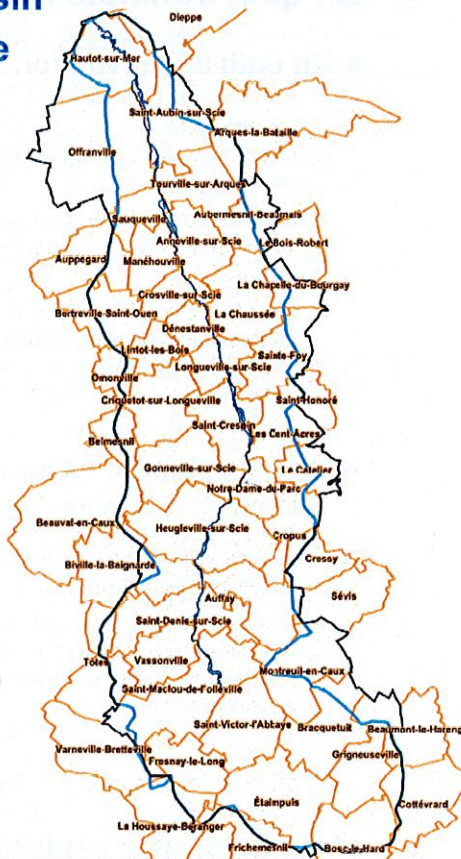 sin
e
Dieppe
Hautot-sur-Mer
Saint-Aubin-sur-Scie
Arques-la-Bataille
Offranville
Tourville-sur-Arques
Aubermesnil-Beaumais
Sauqueville
Anneville-sur-Scie
Le Bois-Robert
Auppegard
Manéhouville
La Chapelle-du-Bourgay
Crosville-sur-Scie
Bertreville-Saint-Ouen
La Chaussée
Dénestanville
Lintot-les-Bois
Sainte-Foy
Longueville-sur-Scie
Omonville
Criquetot-sur-Longueville
Saint-Honoré
Saint-Crespin
Les Cent-Acres
Belmesnil
Gonneville-sur-Scie
Le Catelier
Notre-Dame-du-Parc
Beauval-en-Caux
Heugleville-sur-Scie
Cropus
Cressy
Biville-la-Baignarde
Sévis
Auffay
Saint-Denis-sur-Scie
Tôtes
Vassonville
Montreuil-en-Caux
Saint-Maclou-de-Folleville
Saint-Victor-l'Abbaye
Bracquetuit
Beaumont-le-Hareng
Varneville-Bretteville
Grigneuseville
Fresnay-le-Long
Étaimpuis
Cottévrard
La Houssaye-Béranger
Frichemesnil
Bosc-le-Hard